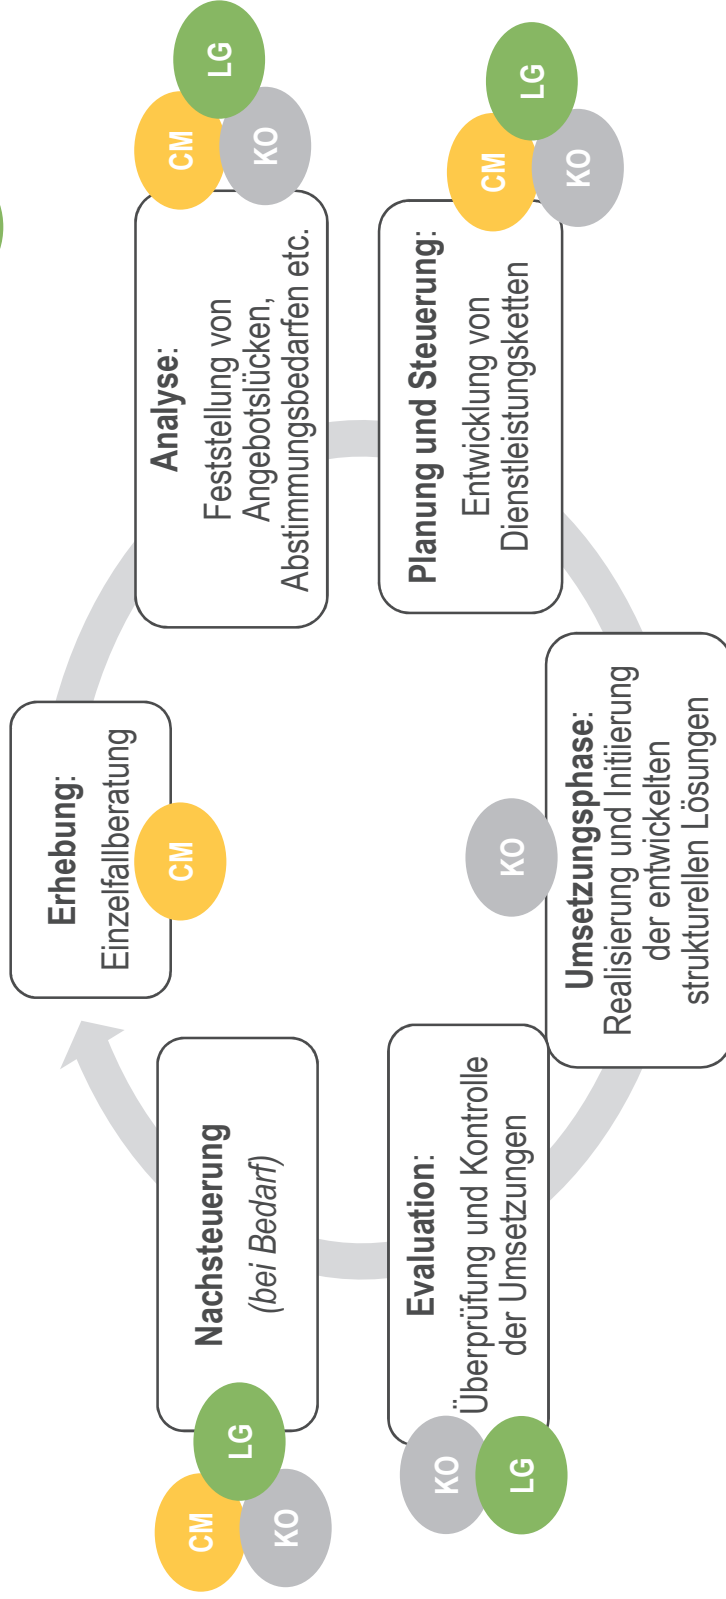 Erhebung:
Einzelfallberatung
CM
Analyse:
Feststellung von
Angebotslücken,
Abstimmungsbedarfen etc.
CM
LG
KO
Planung und Steuerung:
Entwicklung von
Dienstleistungsketten
CM
LG
KO
Umsetzungsphase:
Realisierung und Initiierung
der entwickelten
strukturellen Lösungen
KO
Evaluation:
Überprüfung und Kontrolle
der Umsetzungen
KO
LG
Nachsteuerung
(bei Bedarf)
CM
LG
KO